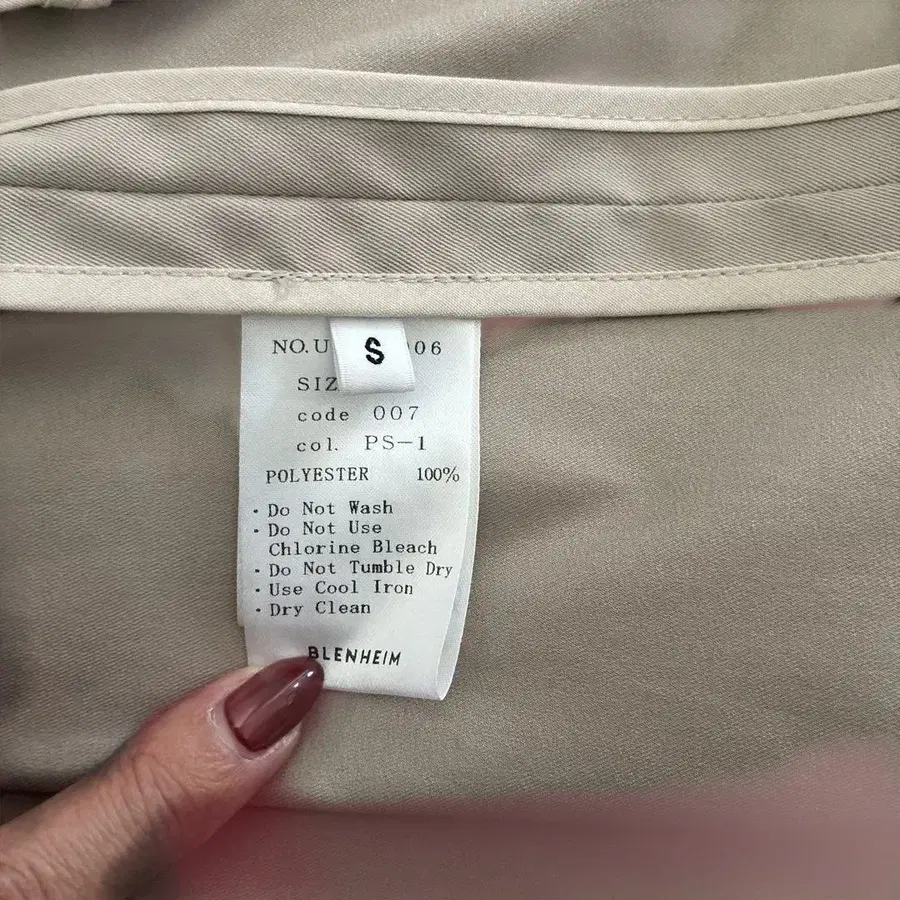 NO.U 06
S
SIZ
code 007
col. PS-1
POLYESTER 100%
· Do Not Wash
· Do Not Use
Chlorine Bleach
· Do Not Tumble Dry
· Use Cool Iron
· Dry Clean
BLENHEIM